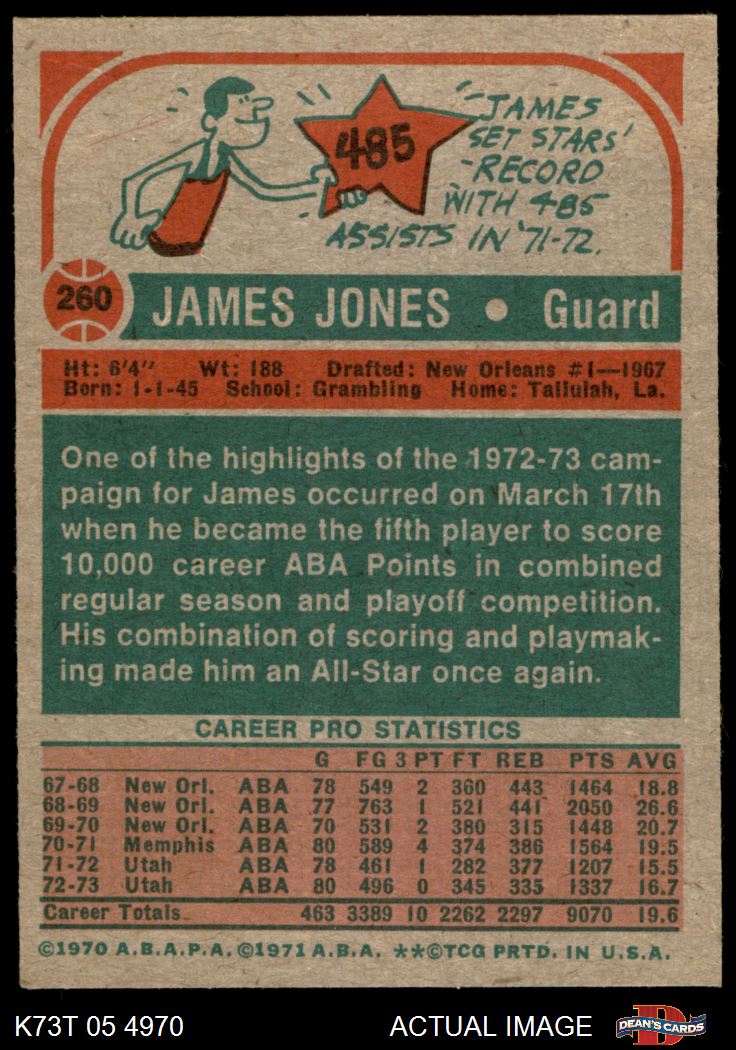 485
"JAMES
SET STARS'
RECORD
WITH 485
ASSISTS IN '71-72.
260
JAMES JONES • Guard
Ht: 6'4" Wt: 188 Drafted: New Orleans #1—1967
Born: 1-1-45 School: Grambling Home: Tallulah, La.
One of the highlights of the 1972-73 cam-
paign for James occurred on March 17th
when he became the fifth player to score
10,000 career ABA Points in combined
regular season and playoff competition.
His combination of scoring and playmak-
ing made him an All-Star once again.
CAREER PRO STATISTICS
G FG 3 PT FT REB PTS AVG
67-68 New Orl. ABA 78 549 2 360 443 1464 18.8
68-69 New Orl. ABA 77 763 1 521 441 2050 26.6
69-70 New Orl. ABA 70 531 2 380 315 1448 20.7
70-71 Memphis ABA 80 589 4 374 386 1564 19.5
71-72 Utah ABA 78 461 1 282 377 1207 15.5
72-73 Utah ABA 80 496 0 345 335 1337 16.7
Career Totals 463 3389 10 2262 2297 9070 19.6
©1970 A.B.A.P.A. ©1971 A.B.A. **©TCG PRTD. IN U.S.A.
K73T 05 4970 ACTUAL IMAGE DEAN'S CARDS